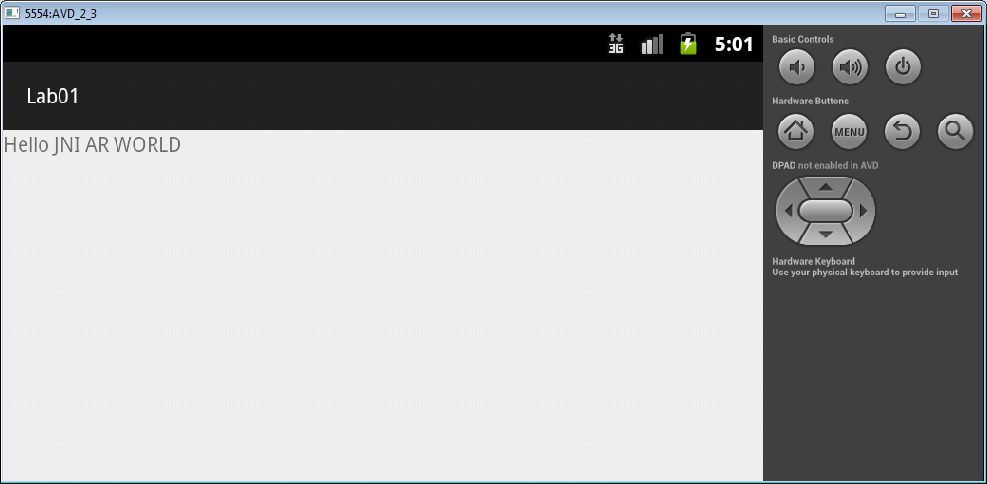 5554:AVD_2_3
3G 5:01
Lab01
Hello JNI AR WORLD
Basic Controls
Hardware Buttons
MENU
DPAD not enabled in AVD
Hardware Keyboard
Use your physical keyboard to provide input